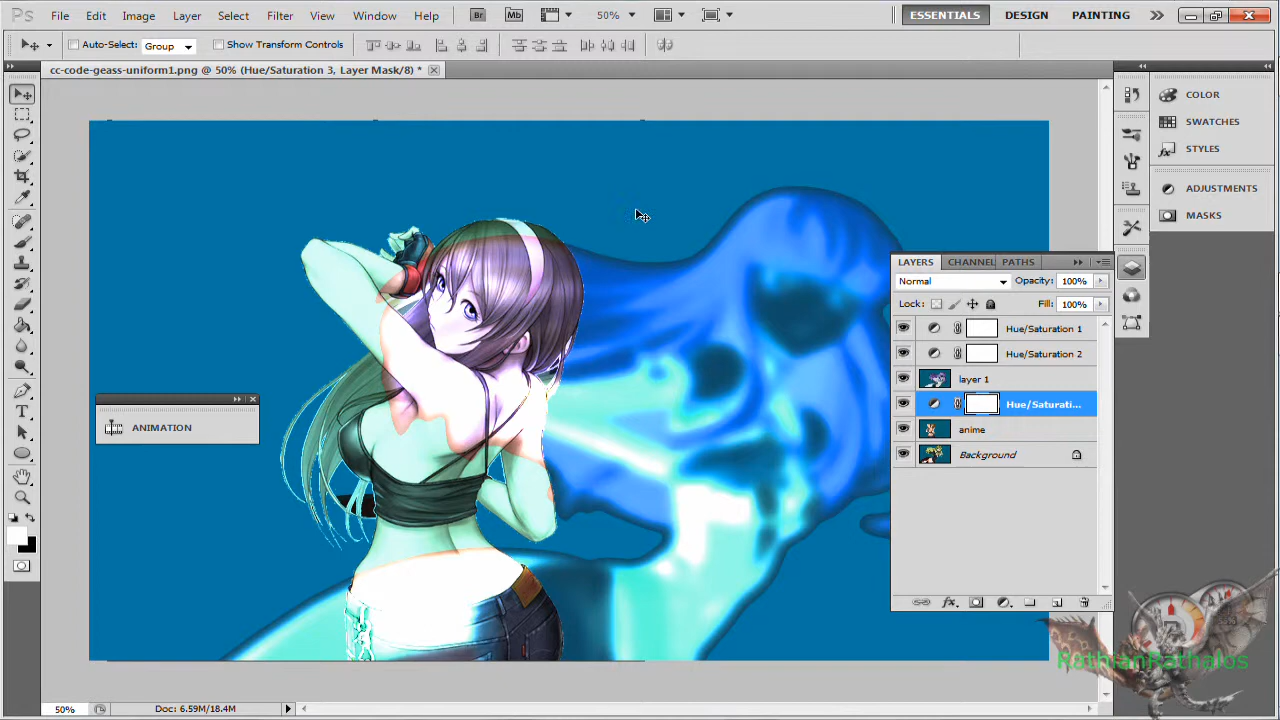 Ps File Edit Image Layer Select Filter View Window Help Br Mb 50% ESSENTIALS DESIGN PAINTING
Auto-Select: Group Show Transform Controls
cc-code-geass-uniform1.png @ 50% (Hue/Saturation 3, Layer Mask/8) *
COLOR
SWATCHES
STYLES
ADJUSTMENTS
MASKS
LAYERS CHANNEL PATHS
Normal Opacity: 100%
Lock: Fill: 100%
Hue/Saturation 1
Hue/Saturation 2
layer 1
Hue/Saturati...
anime
Background
ANIMATION
RathianRathalos
50% Doc: 6.59M/18.4M